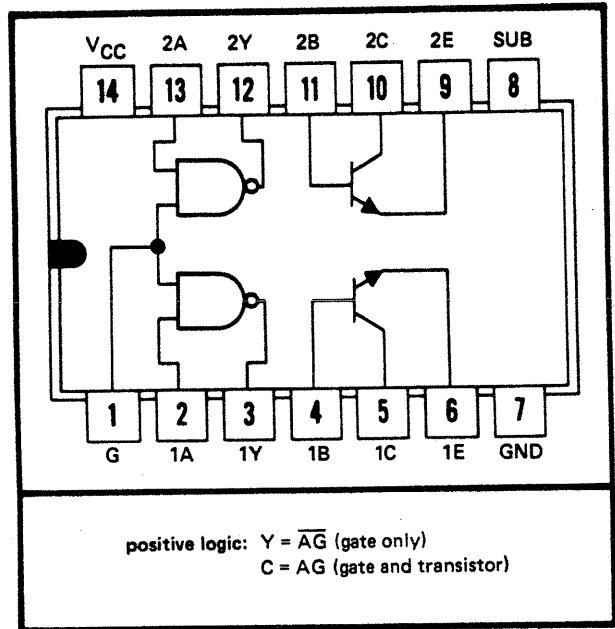 VCC 2A 2Y 2B 2C 2E SUB
14 13 12 11 10 9 8
1 2 3 4 5 6 7
G 1A 1Y 1B 1C 1E GND
positive logic: Y = A̅G̅ (gate only)
C = AG (gate and transistor)